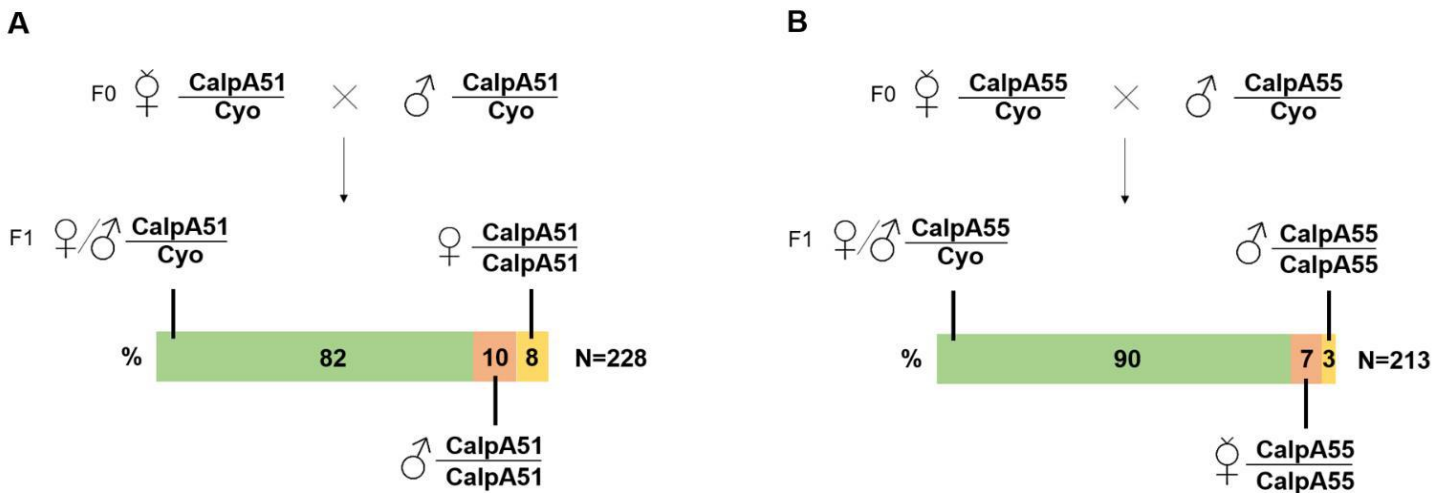 A
B
F0 CalpA51 CalpA51
Cyo Cyo
F0 CalpA55 CalpA55
Cyo Cyo
F1 CalpA51 CalpA51
Cyo CalpA51
F1 CalpA55 CalpA55
Cyo CalpA55
% 82 10 8 N=228
% 90 7 3 N=213
CalpA51
CalpA51
CalpA55
CalpA55